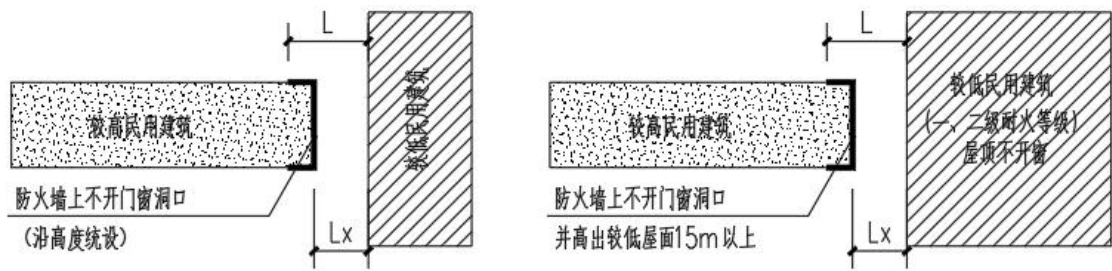 L
较高民用建筑
较低民用建筑
防火墙上不开门窗洞口
(沿高度统设)
Lx
L
较高民用建筑
较低民用建筑
(一、二级耐火等级)
屋顶不开窗
防火墙上不开门窗洞口
并高出较低屋面15m以上
Lx